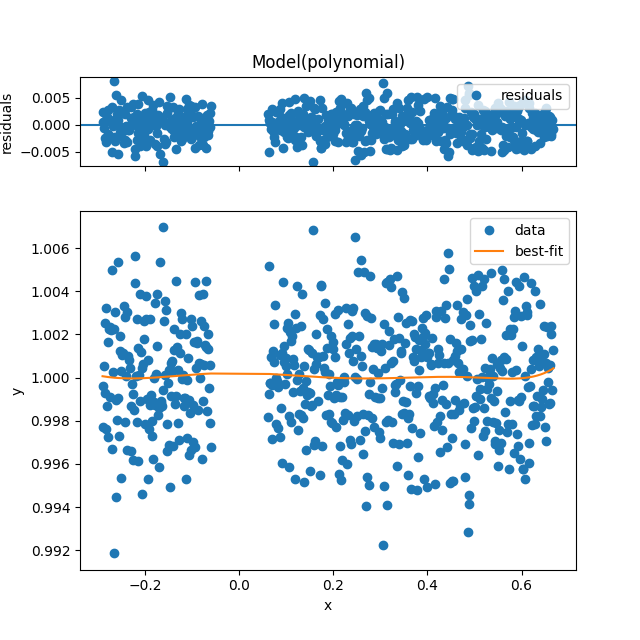 Model(polynomial)
residuals
0.005
0.000
−0.005
residuals
y
1.006
1.004
1.002
1.000
0.998
0.996
0.994
0.992
data
best-fit
−0.2
0.0
0.2
0.4
0.6
x